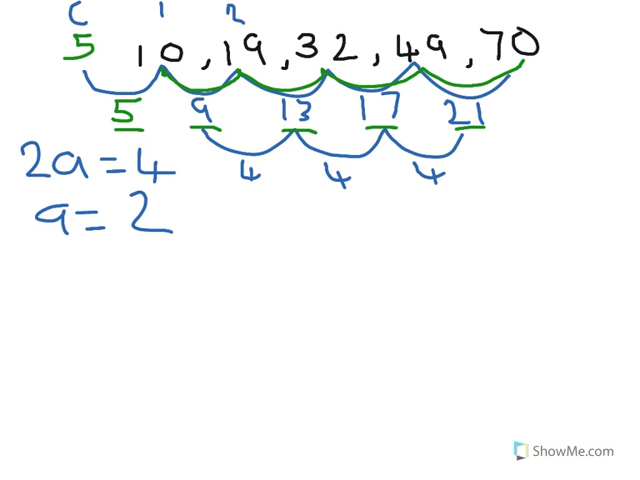 C 1 2
5 10, 19, 32, 49, 70
5 9 13 17 21
2a = 4 4 4 4
a = 2
ShowMe.com